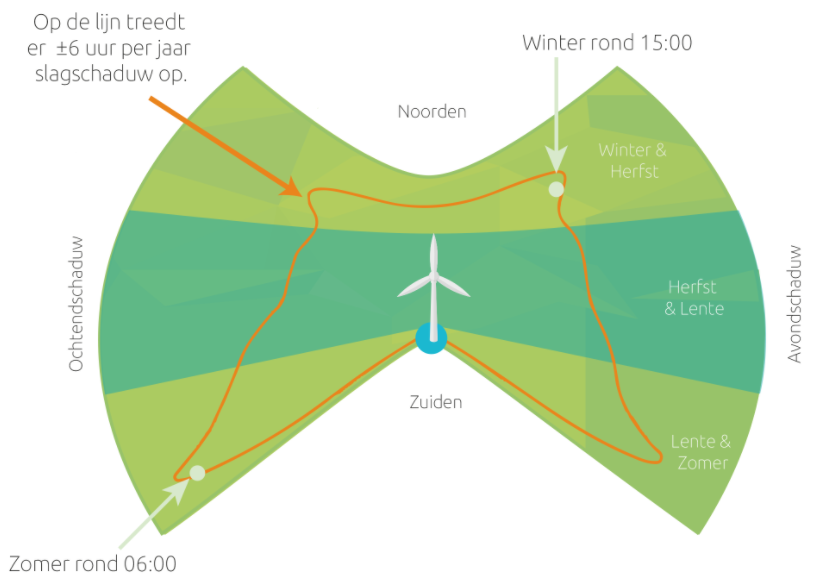 Op de lijn treedt
er ±6 uur per jaar
slagschaduw op.
Winter rond 15:00
Noorden
Winter &
Herfst
Ochtendschaduw
Herfst
& Lente
Avondschaduw
Zuiden
Lente &
Zomer
Zomer rond 06:00